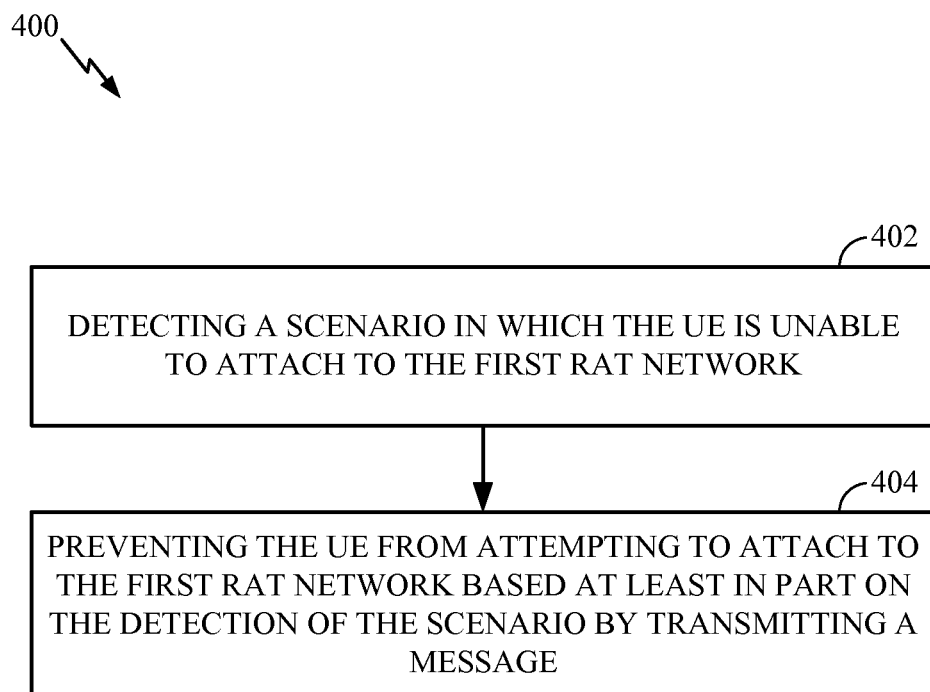 400
402
DETECTING A SCENARIO IN WHICH THE UE IS UNABLE
TO ATTACH TO THE FIRST RAT NETWORK
404
PREVENTING THE UE FROM ATTEMPTING TO ATTACH TO
THE FIRST RAT NETWORK BASED AT LEAST IN PART ON
THE DETECTION OF THE SCENARIO BY TRANSMITTING A
MESSAGE